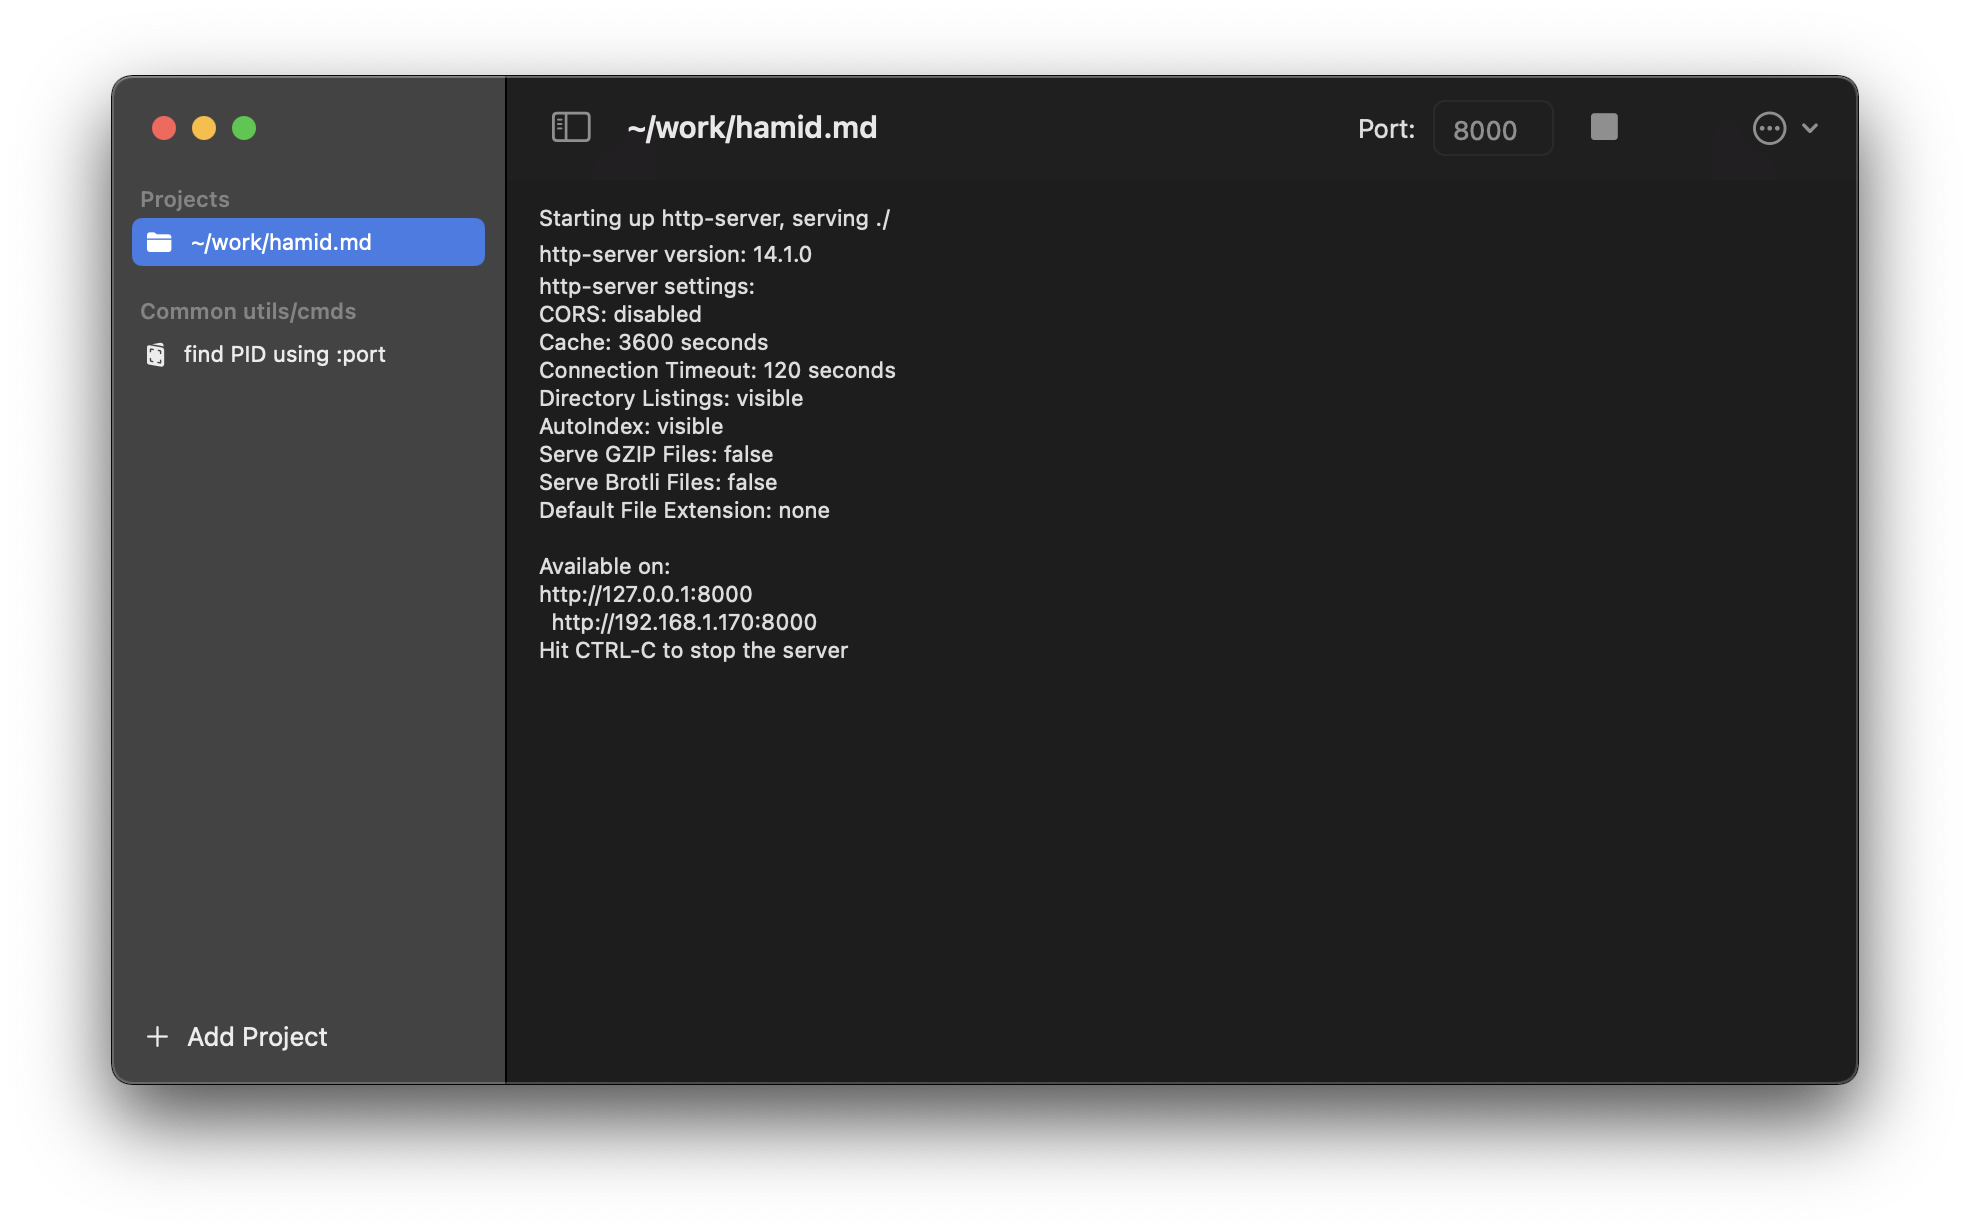 Projects
~/work/hamid.md
Common utils/cmds
find PID using :port
Add Project
~/work/hamid.md
Port: 8000
Starting up http-server, serving ./
http-server version: 14.1.0
http-server settings:
CORS: disabled
Cache: 3600 seconds
Connection Timeout: 120 seconds
Directory Listings: visible
AutoIndex: visible
Serve GZIP Files: false
Serve Brotli Files: false
Default File Extension: none
Available on:
http://127.0.0.1:8000
http://192.168.1.170:8000
Hit CTRL-C to stop the server